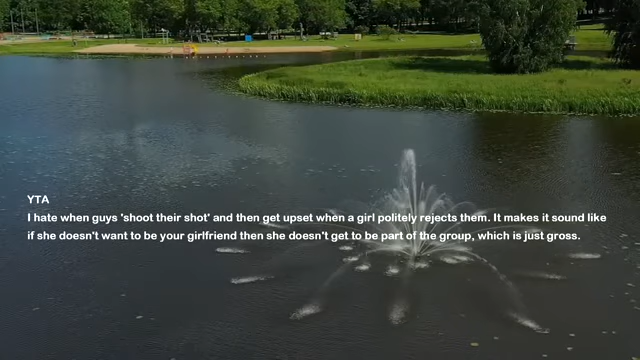 YTA
I hate when guys 'shoot their shot' and then get upset when a girl politely rejects them. It makes it sound like
if she doesn't want to be your girlfriend then she doesn't get to be part of the group, which is just gross.